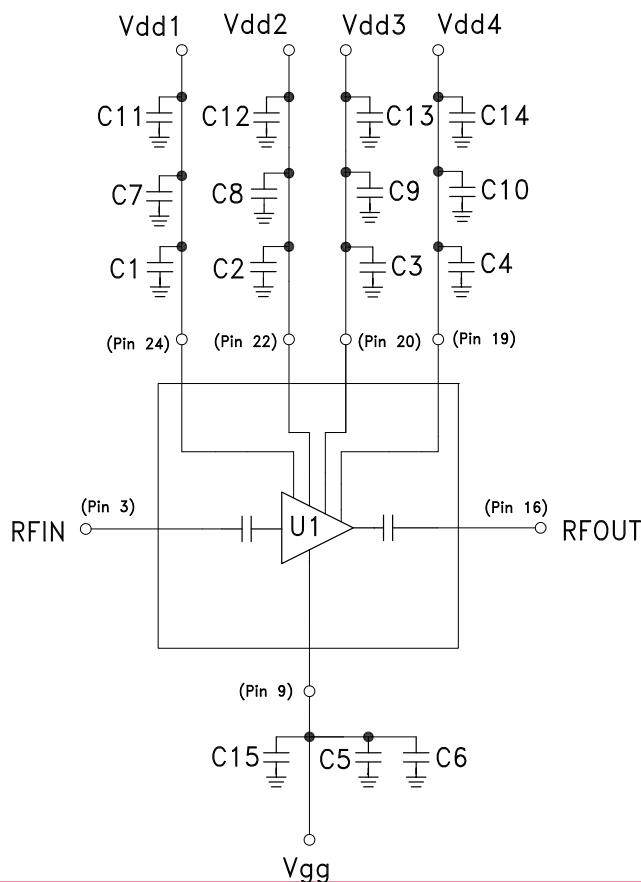 Vdd1 Vdd2 Vdd3 Vdd4
C11 C12 C13 C14
C7 C8 C9 C10
C1 C2 C3 C4
(Pin 24) (Pin 22) (Pin 20) (Pin 19)
(Pin 3) (Pin 16)
RFIN U1 RFOUT
(Pin 9)
C15 C5 C6
Vgg